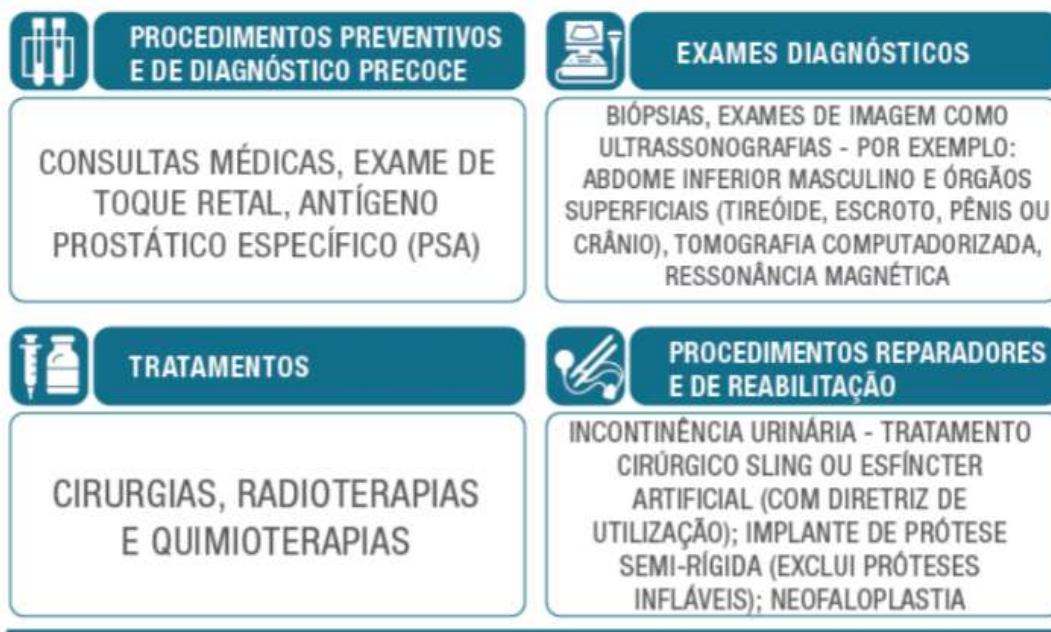 PROCEDIMENTOS PREVENTIVOS
E DE DIAGNÓSTICO PRECOCE
CONSULTAS MÉDICAS, EXAME DE
TOQUE RETAL, ANTÍGENO
PROSTÁTICO ESPECÍFICO (PSA)
EXAMES DIAGNÓSTICOS
BIÓPSIAS, EXAMES DE IMAGEM COMO
ULTRASSONOGRAFIAS - POR EXEMPLO:
ABDOME INFERIOR MASCULINO E ÓRGÃOS
SUPERFICIAIS (TIREÓIDE, ESCROTO, PÊNIS OU
CRÂNIO), TOMOGRAFIA COMPUTADORIZADA,
RESSONÂNCIA MAGNÉTICA
TRATAMENTOS
CIRURGIAS, RADIOTERAPIAS
E QUIMIOTERAPIAS
PROCEDIMENTOS REPARADORES
E DE REABILITAÇÃO
INCONTINÊNCIA URINÁRIA - TRATAMENTO
CIRÚRGICO SLING OU ESFÍNCTER
ARTIFICIAL (COM DIRETRIZ DE
UTILIZAÇÃO); IMPLANTE DE PRÓTESE
SEMI-RÍGIDA (EXCLUI PRÓTESES
INFLÁVEIS); NEOFALOPLASTIA